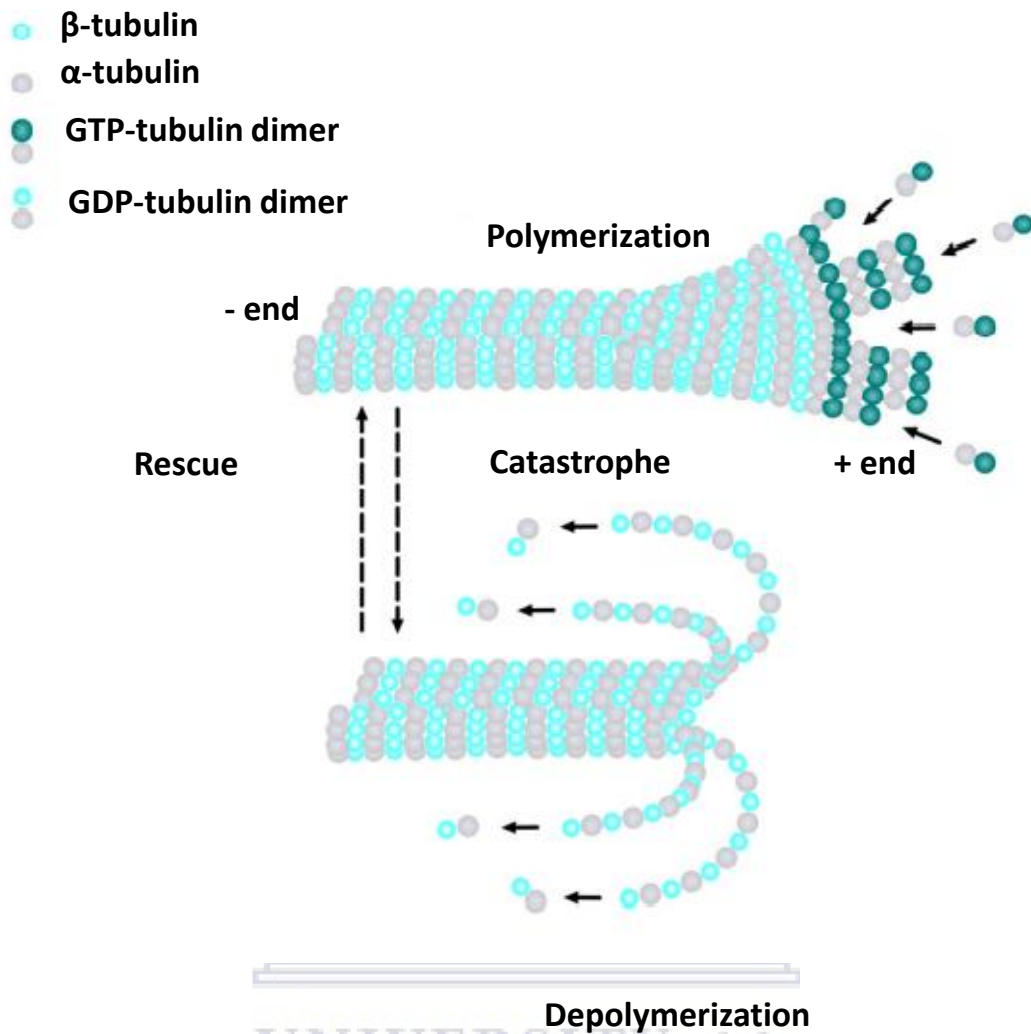 β-tubulin
α-tubulin
GTP-tubulin dimer
GDP-tubulin dimer
Polymerization
- end
Rescue
Catastrophe
+ end
Depolymerization